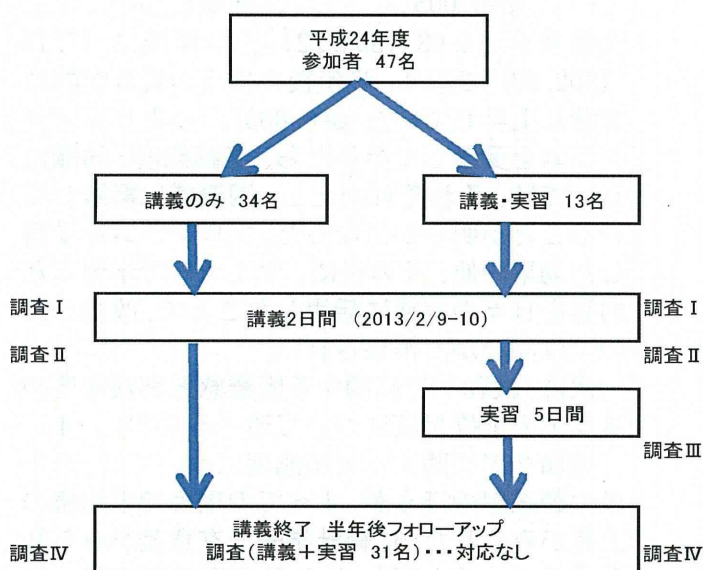 平成24年度
参加者 47名
講義のみ 34名
講義・実習 13名
調査Ⅰ
講義2日間 (2013/2/9-10)
調査Ⅰ
調査Ⅱ
調査Ⅱ
実習 5日間
調査Ⅲ
講義終了 半年後フォローアップ
調査(講義+実習 31名)・・・対応なし
調査Ⅳ
調査Ⅳ